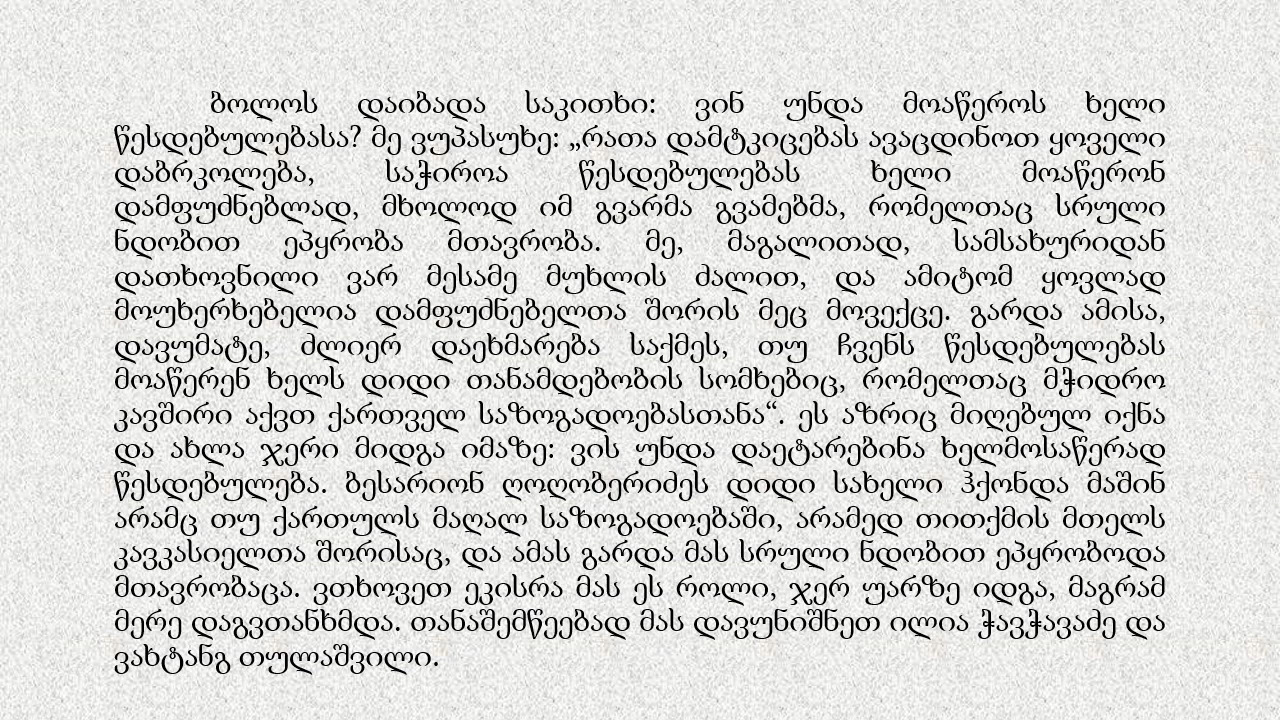 ბოლოს დაიბადა საკითხი: ვინ უნდა მოაწეროს ხელი
წესდებულებასა? მე ვუპასუხე: „რათა დამტკიცებას ავაცდინოთ ყოველი
დაბრკოლება, საჭიროა წესდებულებას ხელი მოაწერონ
დამფუძნებლად, მხოლოდ იმ გვარმა გვამებმა, რომელთაც სრული
ნდობით ეპყრობა მთავრობა. მე, მაგალითად, სამსახურიდან
დათხოვნილი ვარ მესამე მუხლის ძალით, და ამიტომ ყოვლად
მოუხერხებელია დამფუძნებელთა შორის მეც მოვექცე. გარდა ამისა,
დავუმატე, ძლიერ დაეხმარება საქმეს, თუ ჩვენს წესდებულებას
მოაწერენ ხელს დიდი თანამდებობის სომხებიც, რომელთაც მჭიდრო
კავშირი აქვთ ქართველ საზოგადოებასთანა“. ეს აზრიც მიღებულ იქნა
და ახლა ჯერი მიდგა იმაზე: ვის უნდა დაეტარებინა ხელმოსაწერად
წესდებულება. ბესარიონ ღოღობერიძეს დიდი სახელი ჰქონდა მაშინ
არამც თუ ქართულს მაღალ საზოგადოებაში, არამედ თითქმის მთელს
კავკასიელთა შორისაც, და ამას გარდა მას სრული ნდობით ეპყრობოდა
მთავრობაცა. ვთხოვეთ ეკისრა მას ეს როლი, ჯერ უარზე იდგა, მაგრამ
მერე დაგვთანხმდა. თანაშემწეებად მას დავუნიშნეთ ილია ჭავჭავაძე და
ვახტანგ თულაშვილი.